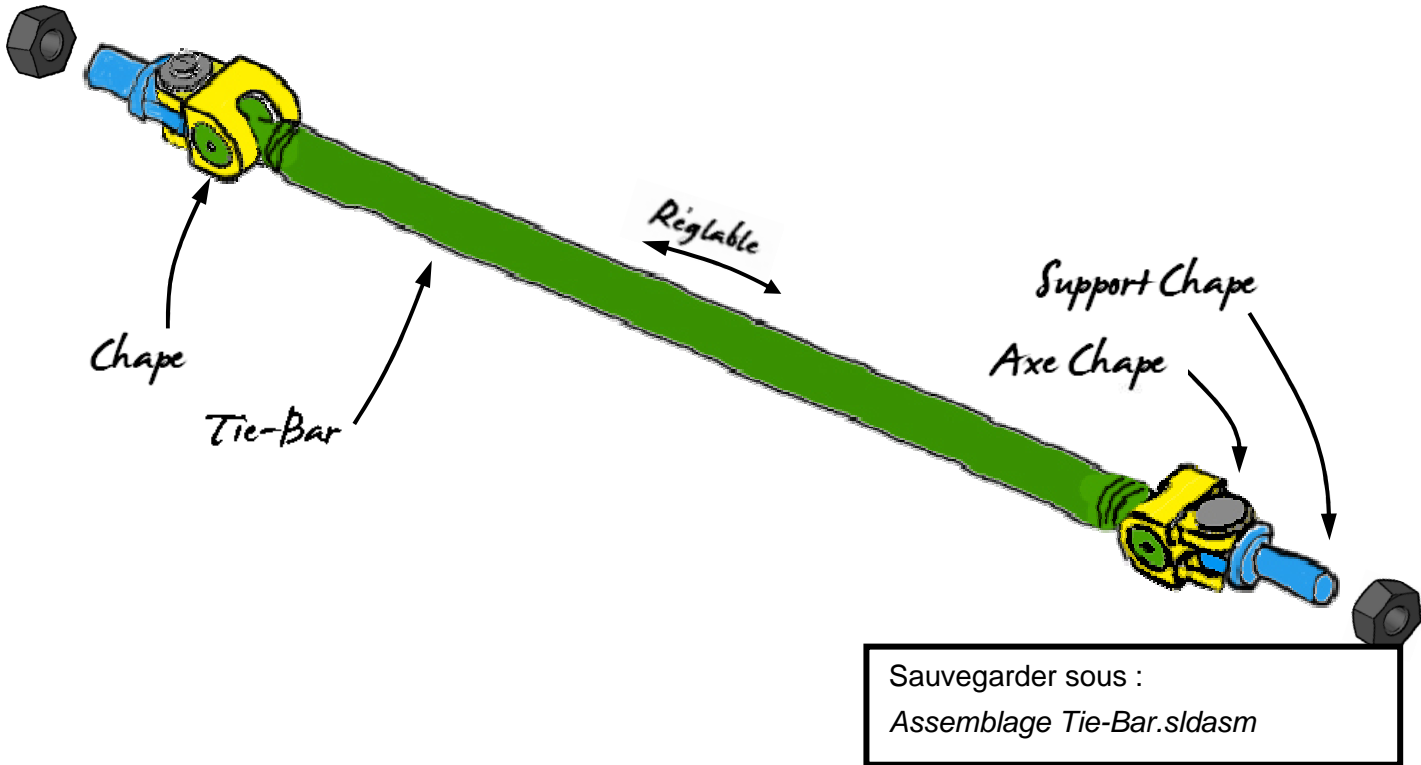 Réglable
Support Chape
Axe Chape
Chape
Tie-Bar
Sauvegarder sous :
Assemblage Tie-Bar.sldasm